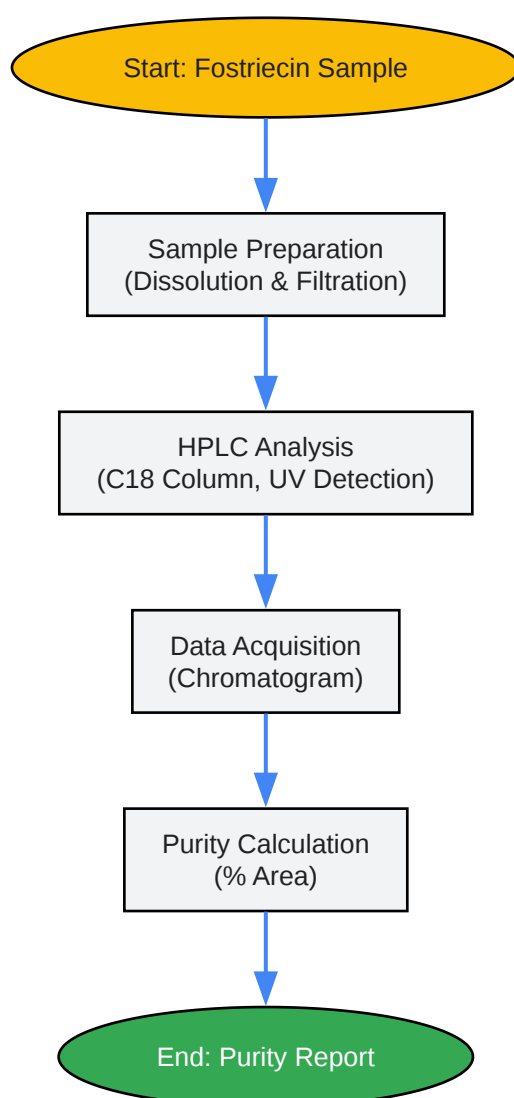 Start: Fostriecin Sample
Sample Preparation
(Dissolution & Filtration)
HPLC Analysis
(C18 Column, UV Detection)
Data Acquisition
(Chromatogram)
Purity Calculation
(% Area)
End: Purity Report